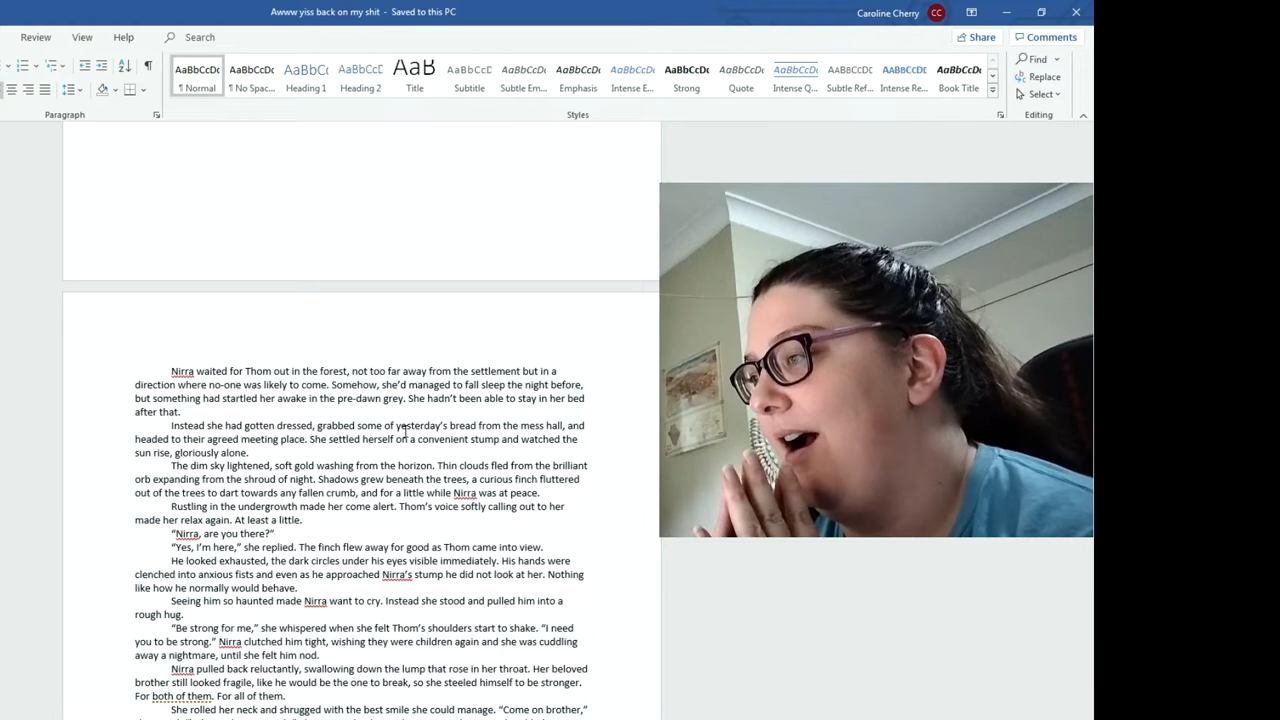 Awww yiss back on my shit - Saved to this PC
Caroline Cherry CC
Review View Help Search
Share Comments
AaBbCcDc AaBbCcDc AaBbCc AaBbCcD AaB AaBbCcD AaBbCcDc AaBbCcDc AaBbCcDc AaBbCcDc AaBbCcDc AaBbCcDc AABBCCDC AABBCCDC AaBbCcDc
¶ Normal ¶ No Spac... Heading 1 Heading 2 Title Subtitle Subtle Em... Emphasis Intense E... Strong Quote Intense Q... Subtle Ref... Intense Re... Book Title
Find
Replace
Select
Paragraph Styles Editing
Nirra waited for Thom out in the forest, not too far away from the settlement but in a
direction where no-one was likely to come. Somehow, she'd managed to fall sleep the night before,
but something had startled her awake in the pre-dawn grey. She hadn't been able to stay in her bed
after that.
Instead she had gotten dressed, grabbed some of yesterday's bread from the mess hall, and
headed to their agreed meeting place. She settled herself on a convenient stump and watched the
sun rise, gloriously alone.
The dim sky lightened, soft gold washing from the horizon. Thin clouds fled from the brilliant
orb expanding from the shroud of night. Shadows grew beneath the trees, a curious finch fluttered
out of the trees to dart towards any fallen crumb, and for a little while Nirra was at peace.
Rustling in the undergrowth made her come alert. Thom's voice softly calling out to her
made her relax again. At least a little.
"Nirra, are you there?"
"Yes, I'm here," she replied. The finch flew away for good as Thom came into view.
He looked exhausted, the dark circles under his eyes visible immediately. His hands were
clenched into anxious fists and even as he approached Nirra's stump he did not look at her. Nothing
like how he normally would behave.
Seeing him so haunted made Nirra want to cry. Instead she stood and pulled him into a
rough hug.
"Be strong for me," she whispered when she felt Thom's shoulders start to shake. "I need
you to be strong." Nirra clutched him tight, wishing they were children again and she was cuddling
away a nightmare, until she felt him nod.
Nirra pulled back reluctantly, swallowing down the lump that rose in her throat. Her beloved
brother still looked fragile, like he would be the one to break, so she steeled himself to be stronger.
For both of them. For all of them.
She rolled her neck and shrugged with the best smile she could manage. "Come on brother,"